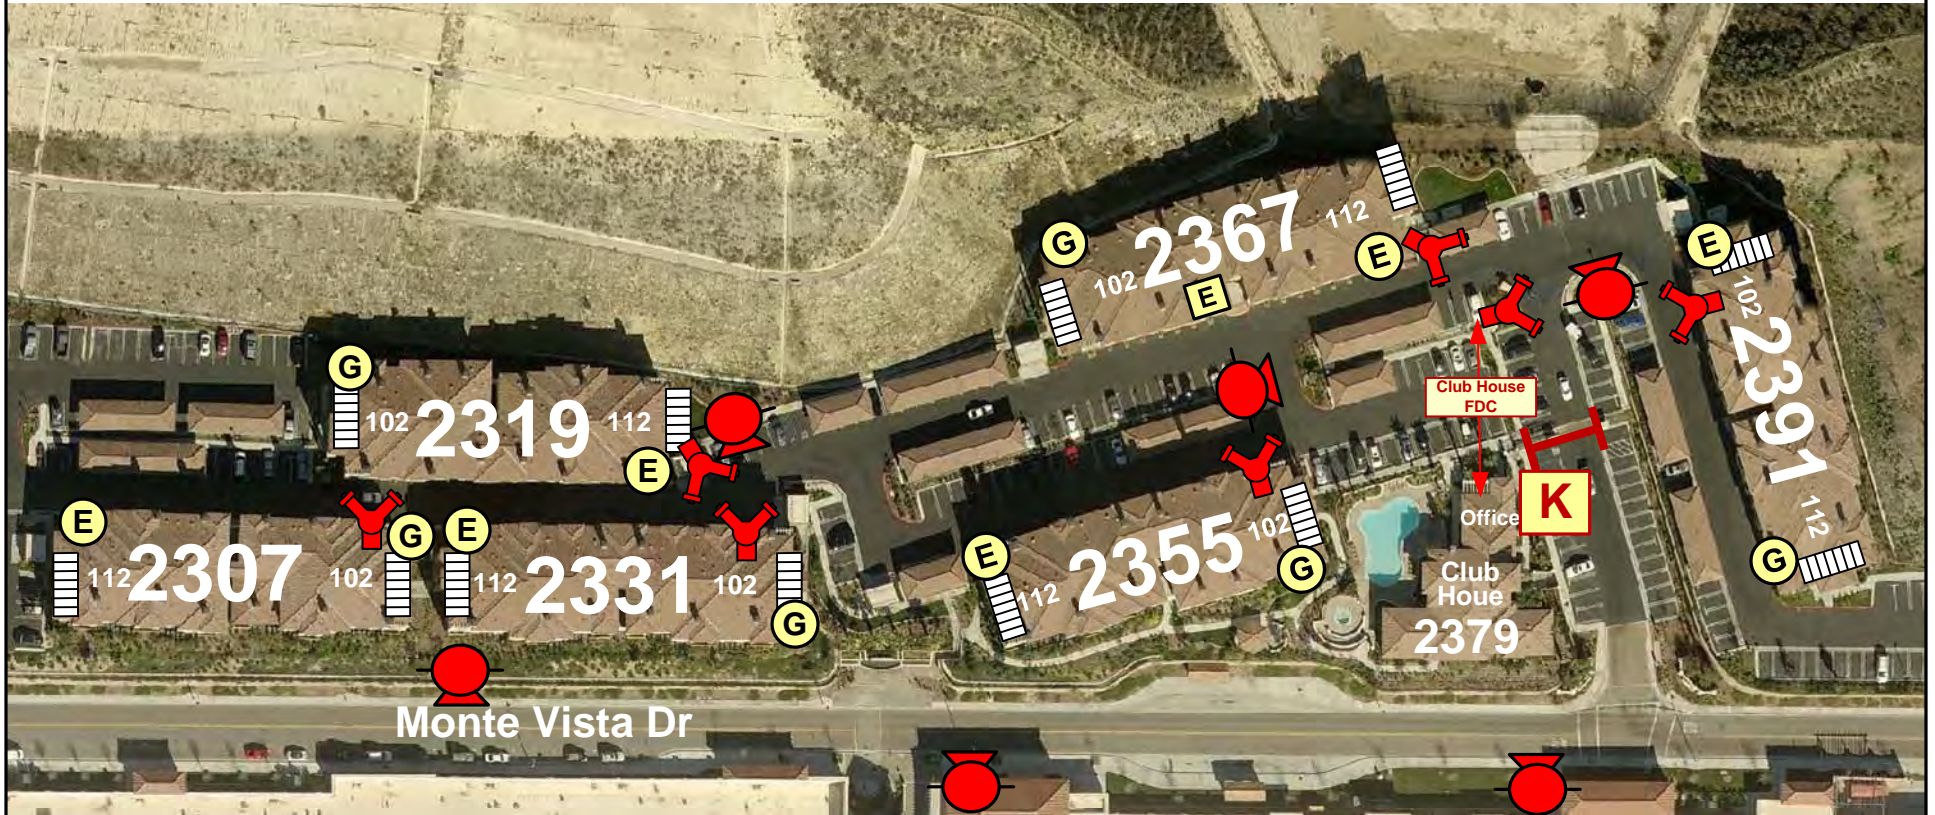 G
102
2367
112
E
E
E
102
2391
112
G
G
102
2319
112
E
Club House
FDC
K
Office
E
112
2307
102
G
E
112
2331
102
G
E
112
2355
102
G
Club
Houe
2379
Monte Vista Dr